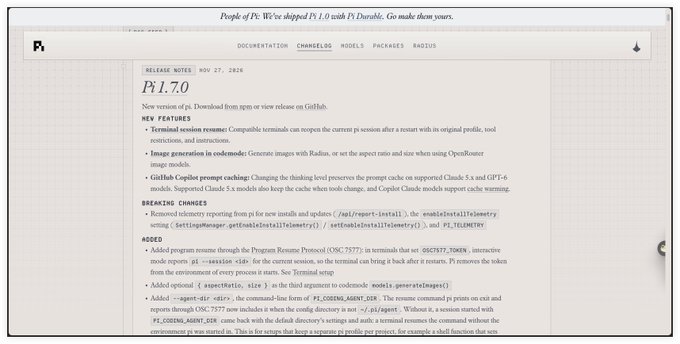 People of Pi: We've shipped Pi 1.0 with Pi Durable. Go make them yours.
DOCUMENTATION CHANGELOG MODELS PACKAGES RADIUS
RELEASE NOTES NOV 27, 2026
Pi 1.7.0
New version of pi. Download from npm or view release on GitHub.
NEW FEATURES
• Terminal session resume: Compatible terminals can reopen the current pi session after a restart with its original profile, tool
restrictions, and instructions.
• Image generation in codemode: Generate images with Radius, or set the aspect ratio and size when using OpenRouter
image models.
• GitHub Copilot prompt caching: Changing the thinking level preserves the prompt cache on supported Claude 5.x and GPT-6
models. Supported Claude 5.x models also keep the cache when tools change, and Copilot Claude models support cache warming.
BREAKING CHANGES
• Removed telemetry reporting from pi for new installs and updates ( /api/report-install ), the enableInstallTelemetry
setting ( SettingsManager.getEnableInstallTelemetry() / setEnableInstallTelemetry() ), and PI_TELEMETRY
ADDED
• Added program resume through the Program Resume Protocol (OSC 7577): in terminals that set OSC7577_TOKEN , interactive
mode reports pi --session <id> for the current session, so the terminal can bring it back after it restarts. Pi removes the token
from the environment of every process it starts. See Terminal setup
• Added optional { aspectRatio, size } as the third argument to codemode models.generateImages()
• Added --agent-dir <dir> , the command-line form of PI_CODING_AGENT_DIR . The resume command pi prints on exit and
reports through OSC 7577 now includes it when the config directory is not ~/.pi/agent . Without it, a session started with
PI_CODING_AGENT_DIR came back with the default directory's settings and auth: a terminal resumes the command without the
environment pi was started in. This is for setups that keep a separate pi profile per project, for example a shell function that sets